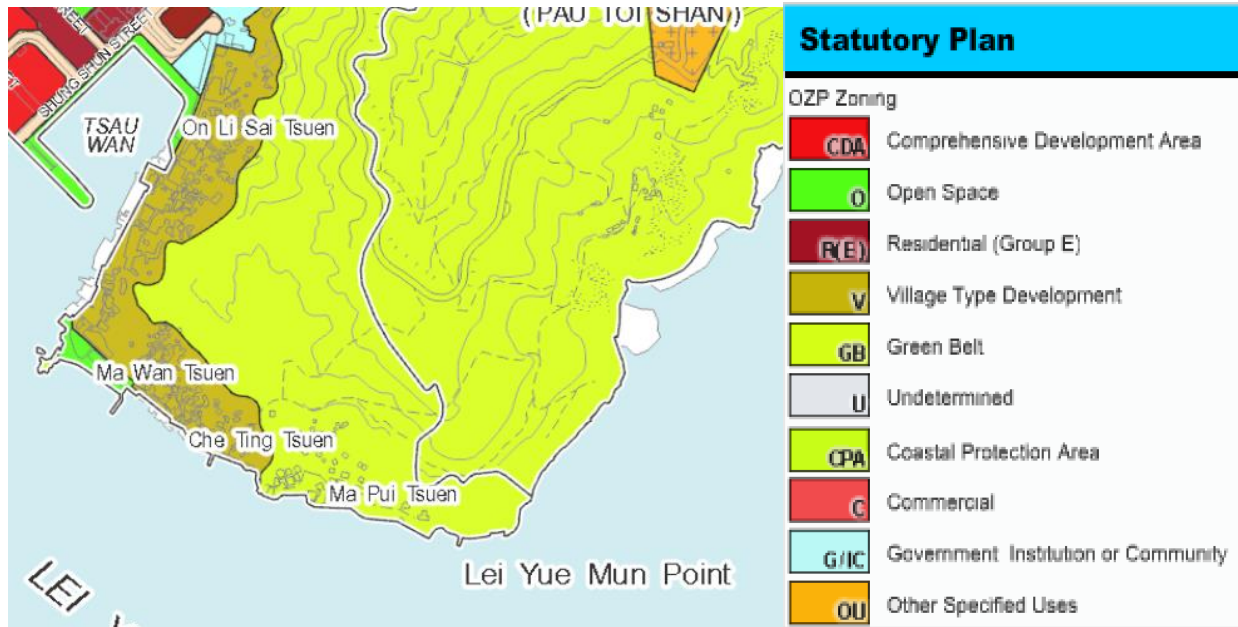 ( PAU TOI SHAN )
SHUNG SHUN STREET
TSAU
WAN
On Li Sai Tsuen
Ma Wan Tsuen
Che Ting Tsuen
Ma Pui Tsuen
Lei Yue Mun Point
LEI
Statutory Plan
OZP Zoning
CDA Comprehensive Development Area
O Open Space
R(E) Residential (Group E)
V Village Type Development
GB Green Belt
U Undetermined
CPA Coastal Protection Area
C Commercial
G/IC Government Institution or Community
OU Other Specified Uses